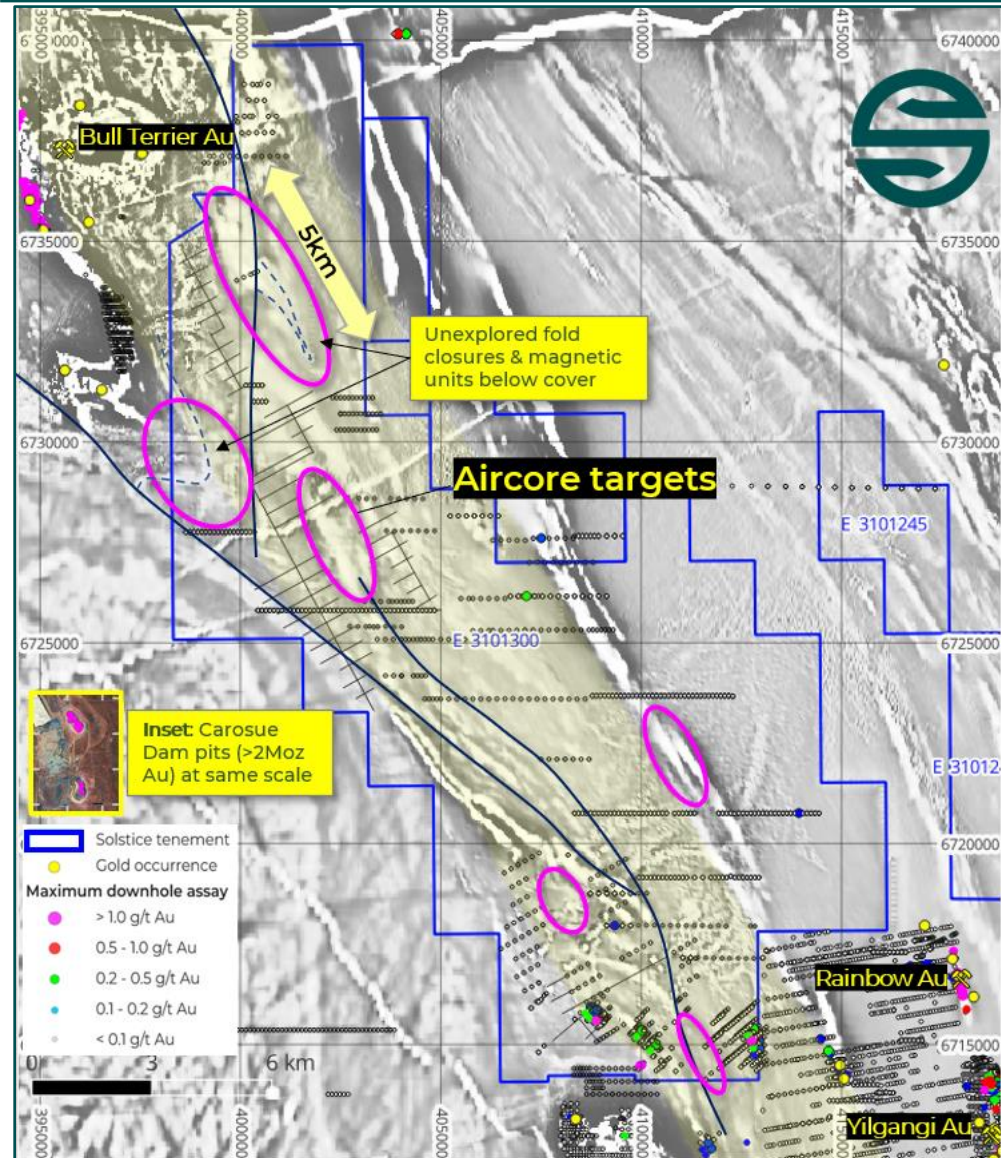 395000
400000
405000
410000
415000
6740000
Bull Terrier Au
5km
6735000
6735000
Unexplored fold
closures & magnetic
units below cover
6730000
6730000
Aircore targets
E 3101245
6725000
E 3101300
6725000
Inset: Carosue
Dam pits (>2Moz
Au) at same scale
E 31012
Solstice tenement
Gold occurrence
Maximum downhole assay
> 1.0 g/t Au
0.5 - 1.0 g/t Au
0.2 - 0.5 g/t Au
0.1 - 0.2 g/t Au
< 0.1 g/t Au
6720000
Rainbow Au
6715000
0 3 6 km
Yilgangi Au
395000
400000
405000
410000